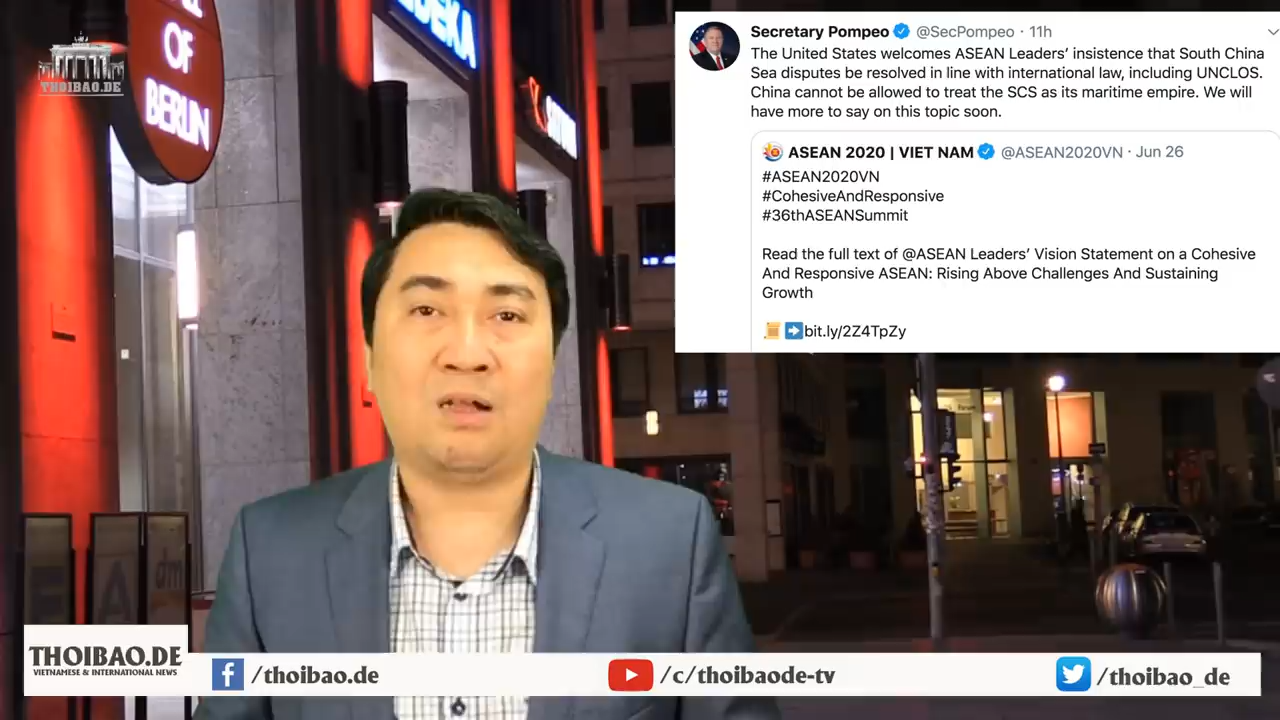 THOIBAO.DE
OF
BERLIN
EDEKA
Secretary Pompeo @SecPompeo · 11h
The United States welcomes ASEAN Leaders’ insistence that South China
Sea disputes be resolved in line with international law, including UNCLOS.
China cannot be allowed to treat the SCS as its maritime empire. We will
have more to say on this topic soon.
ASEAN 2020 | VIET NAM @ASEAN2020VN · Jun 26
#ASEAN2020VN
#CohesiveAndResponsive
#36thASEANSummit
Read the full text of @ASEAN Leaders’ Vision Statement on a Cohesive
And Responsive ASEAN: Rising Above Challenges And Sustaining
Growth
bit.ly/2Z4TpZy
dm
THOIBAO.DE
VIETNAMESE & INTERNATIONAL NEWS
/thoibao.de
/c/thoibaode-tv
/thoibao_de